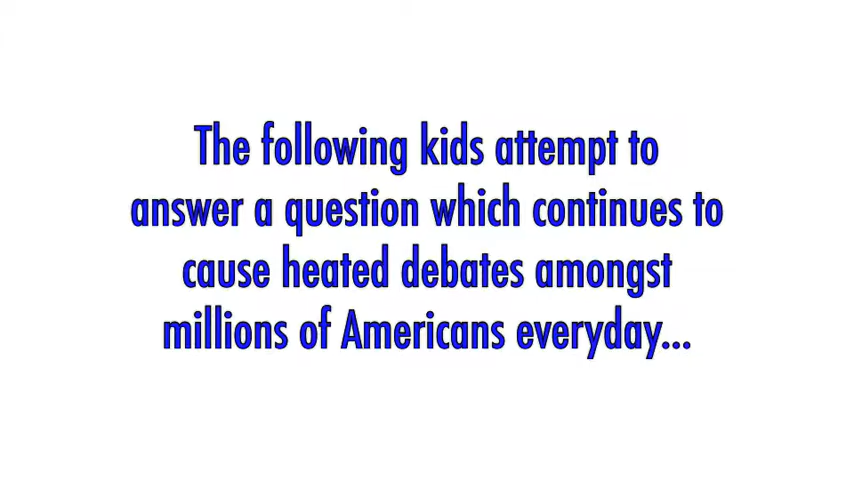 The following kids attempt to
answer a question which continues to
cause heated debates amongst
millions of Americans everyday...